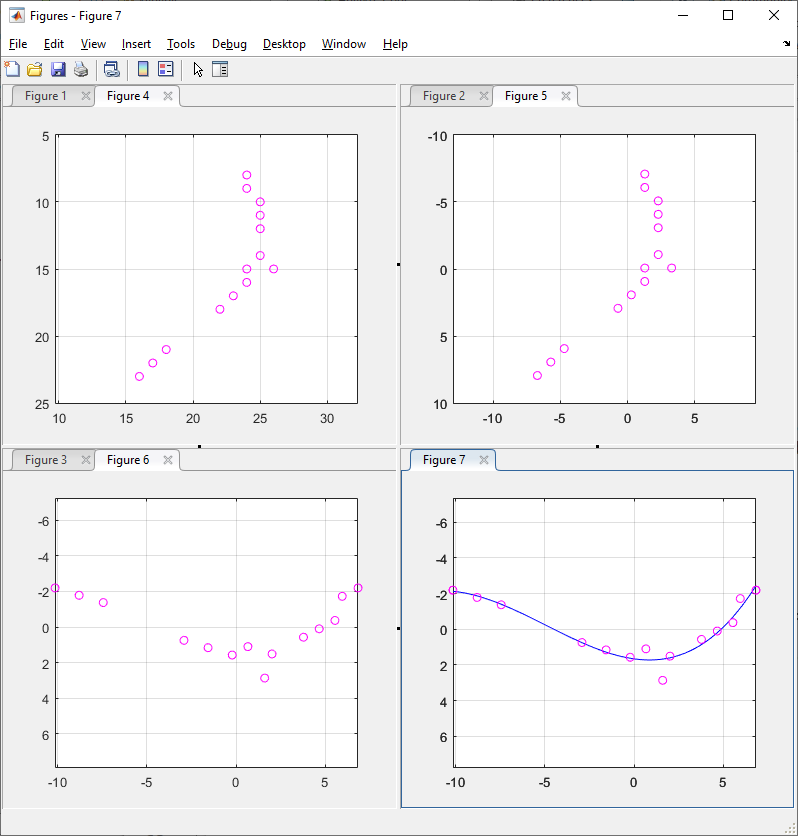 Figures - Figure 7
File Edit View Insert Tools Debug Desktop Window Help
Figure 1 Figure 4
5
10
15
20
25
10 15 20 25 30
Figure 2 Figure 5
-10
-5
0
5
10
-10 -5 0 5
Figure 3 Figure 6
-6
-4
-2
0
2
4
6
-10 -5 0 5
Figure 7
-6
-4
-2
0
2
4
6
-10 -5 0 5